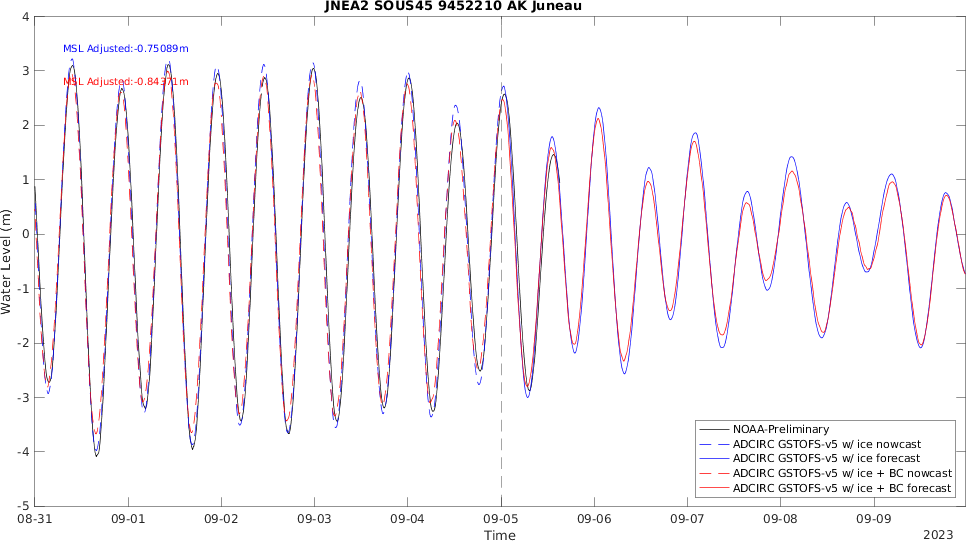 JNEA2 SOUS45 9452210 AK Juneau
MSL Adjusted:-0.75089m
MSL Adjusted:-0.84371m
4
3
2
1
0
-1
-2
-3
-4
-5
Water Level (m)
08-31 09-01 09-02 09-03 09-04 09-05 09-06 09-07 09-08 09-09
Time
2023
NOAA-Preliminary
ADCIRC GSTOFS-v5 w/ ice nowcast
ADCIRC GSTOFS-v5 w/ ice forecast
ADCIRC GSTOFS-v5 w/ ice + BC nowcast
ADCIRC GSTOFS-v5 w/ ice + BC forecast